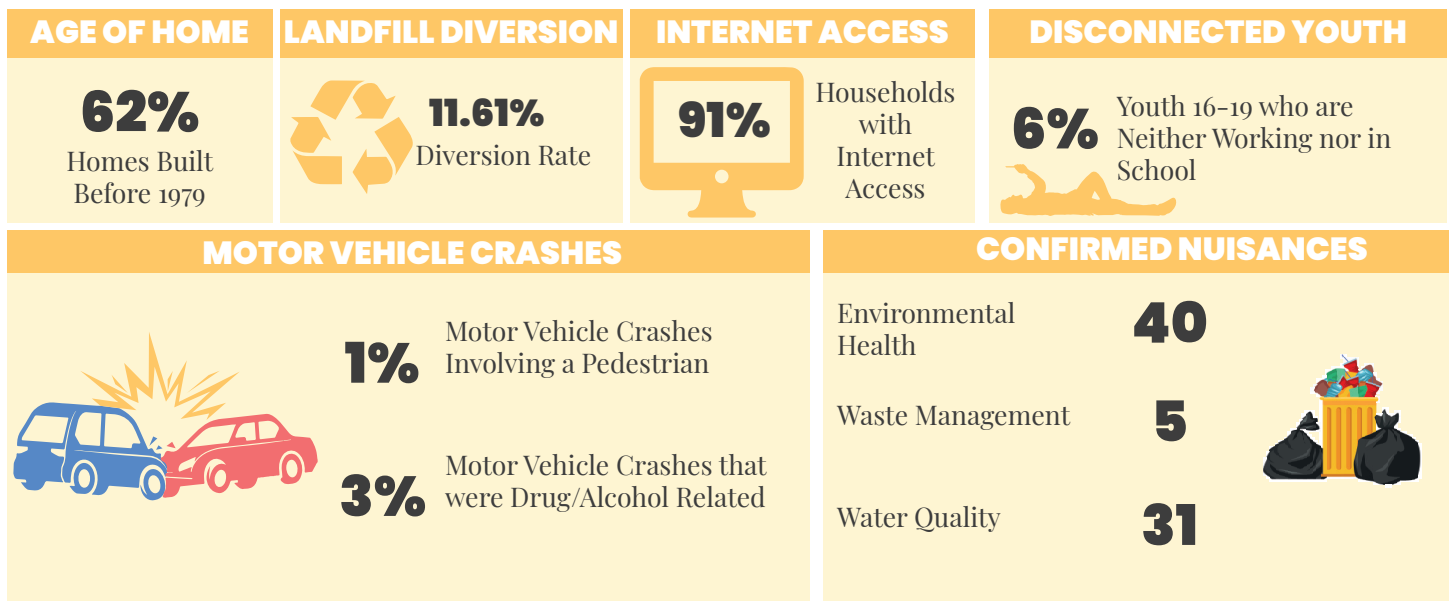 AGE OF HOME
62%
Homes Built
Before 1979
LANDFILL DIVERSION
11.61%
Diversion Rate
INTERNET ACCESS
91%
Households
with
Internet
Access
DISCONNECTED YOUTH
6%
Youth 16-19 who are
Neither Working nor in
School
MOTOR VEHICLE CRASHES
1%
Motor Vehicle Crashes
Involving a Pedestrian
3%
Motor Vehicle Crashes that
were Drug/Alcohol Related
CONFIRMED NUISANCES
Environmental
Health
40
Waste Management
5
Water Quality
31